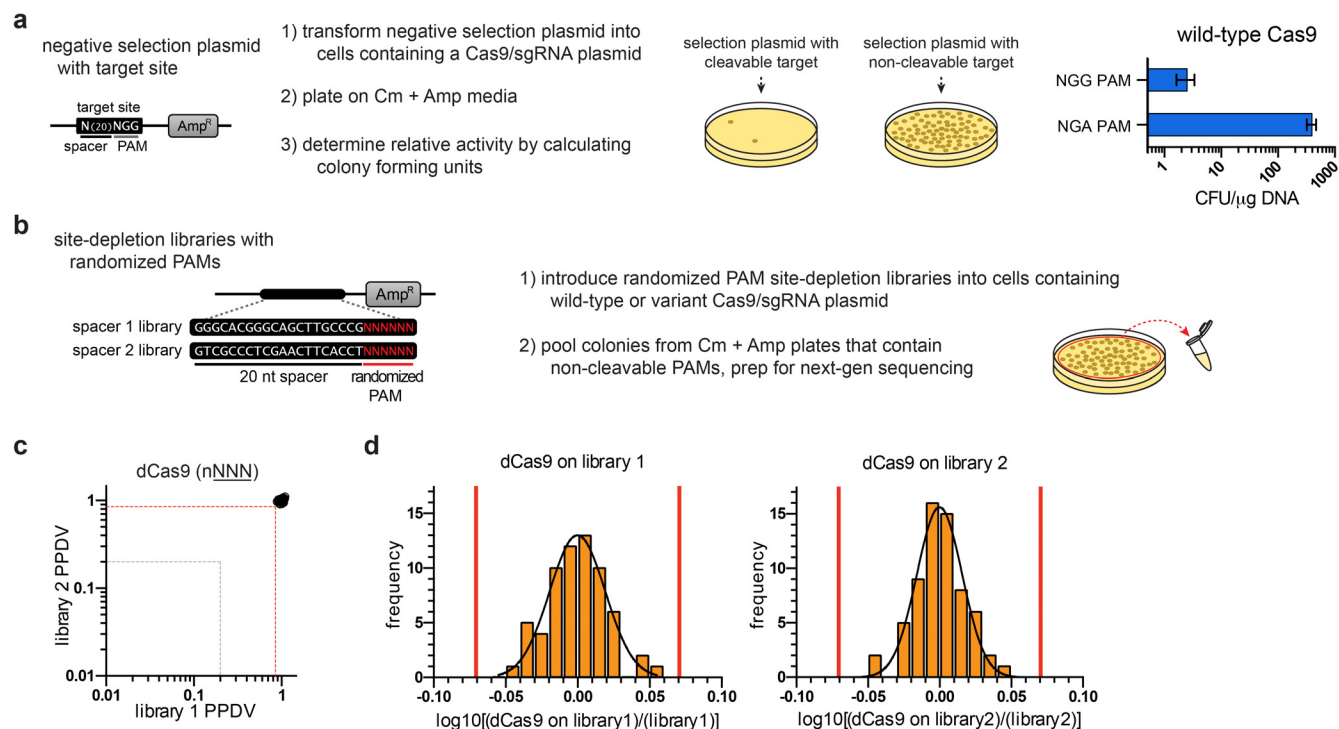 a
negative selection plasmid
with target site
target site
N(20)NGG
Amp^R
spacer PAM
1) transform negative selection plasmid into
cells containing a Cas9/sgRNA plasmid
2) plate on Cm + Amp media
3) determine relative activity by calculating
colony forming units
selection plasmid with
cleavable target
selection plasmid with
non-cleavable target
wild-type Cas9
NGG PAM
NGA PAM
1 10 100 1000
CFU/μg DNA
b
site-depletion libraries with
randomized PAMs
Amp^R
spacer 1 library GGGCACGGGCAGCTTGCCCGNNNNNN
spacer 2 library GTCGCCCTCGAACTTCACCTNNNNNN
20 nt spacer randomized
PAM
1) introduce randomized PAM site-depletion libraries into cells containing
wild-type or variant Cas9/sgRNA plasmid
2) pool colonies from Cm + Amp plates that contain
non-cleavable PAMs, prep for next-gen sequencing
c
dCas9 (nNNN)
library 2 PPDV
1
0.1
0.01
0.01 0.1 1
library 1 PPDV
d
dCas9 on library 1
frequency
15
10
5
0
-0.10 -0.05 0.00 0.05 0.10
log10[(dCas9 on library1)/(library1)]
dCas9 on library 2
frequency
15
10
5
0
-0.10 -0.05 0.00 0.05 0.10
log10[(dCas9 on library2)/(library2)]